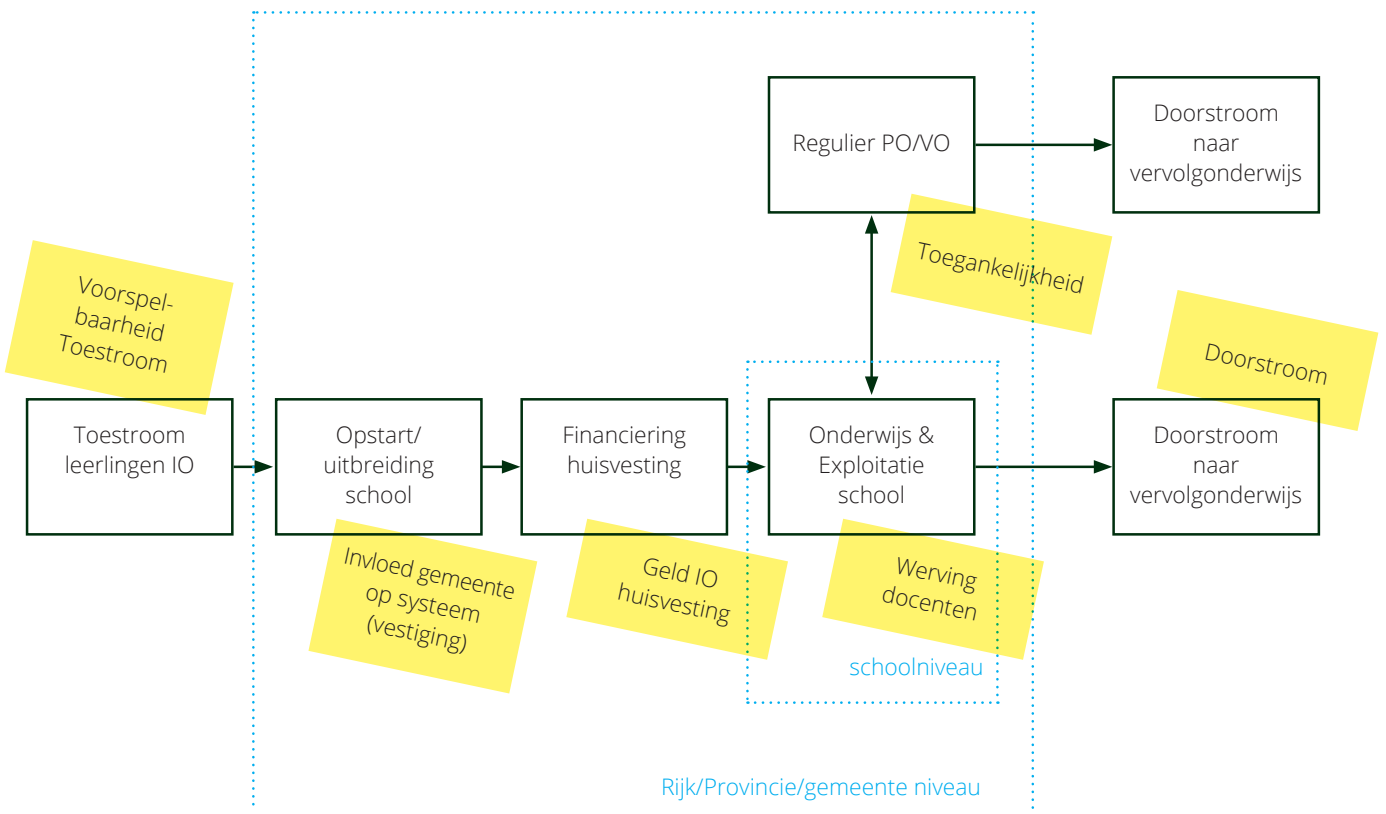 Regulier PO/VO
Doorstroom
naar
vervolgonderwijs
Toegankelijkheid
Voorspel-
baarheid
Toestroom
Doorstroom
Toestroom
leerlingen IO
Opstart/
uitbreiding
school
Financiering
huisvesting
Onderwijs &
Exploitatie
school
Doorstroom
naar
vervolgonderwijs
Invloed gemeente
op systeem
(vestiging)
Geld IO
huisvesting
Werving
docenten
schoolniveau
Rijk/Provincie/gemeente niveau